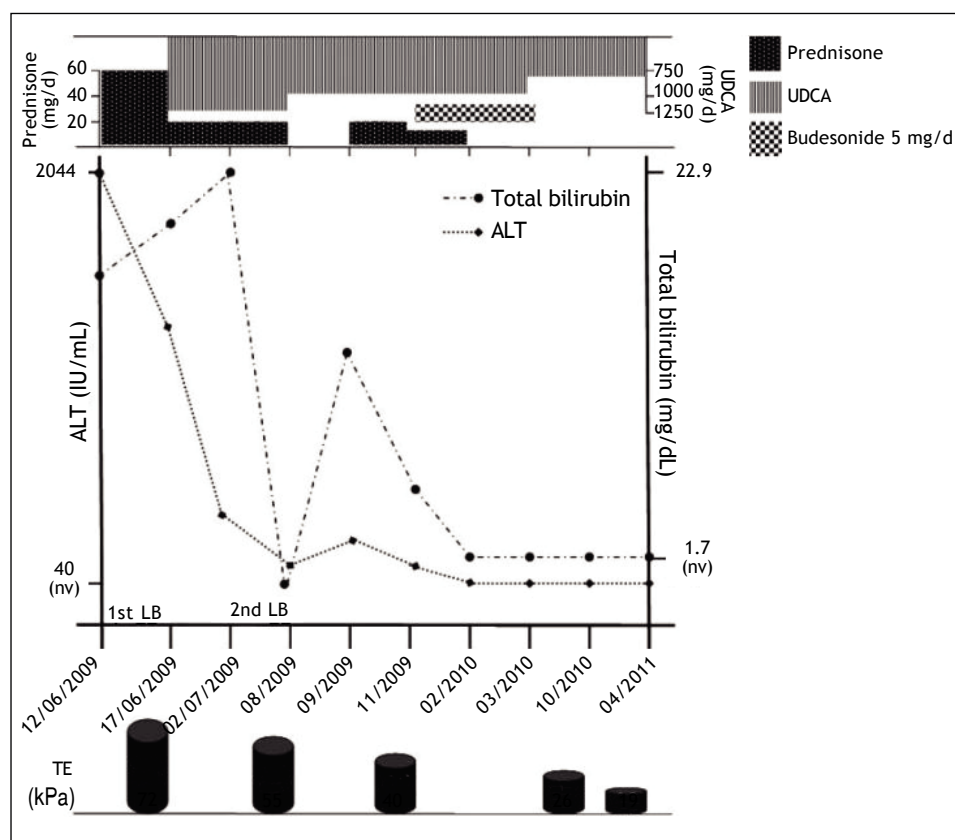 Prednisone
(mg/d)
60
40
20
750
1000
1250
UDCA
(mg/d)
Prednisone
UDCA
Budesonide 5 mg/d
2044
22.9
Total bilirubin
ALT
ALT (IU/mL)
Total bilirubin (mg/dL)
40
(nv)
1.7
(nv)
1st LB
2nd LB
12/06/2009
17/06/2009
02/07/2009
08/2009
09/2009
11/2009
02/2010
03/2010
10/2010
04/2011
TE
(kPa)
72
55
40